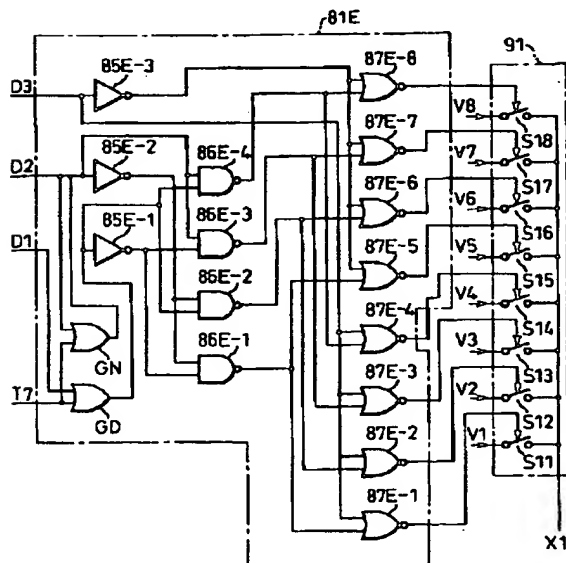 81E
91
D3
85E-3
87E-8
V8
S18
D2
85E-2
86E-4
87E-7
V7
S17
85E-1
86E-3
87E-6
V6
S16
D1
86E-2
87E-5
V5
S15
V4
87E-4
S14
GN
86E-1
V3
87E-3
S13
T7
GD
V2
S12
87E-2
V1
S11
87E-1
X1